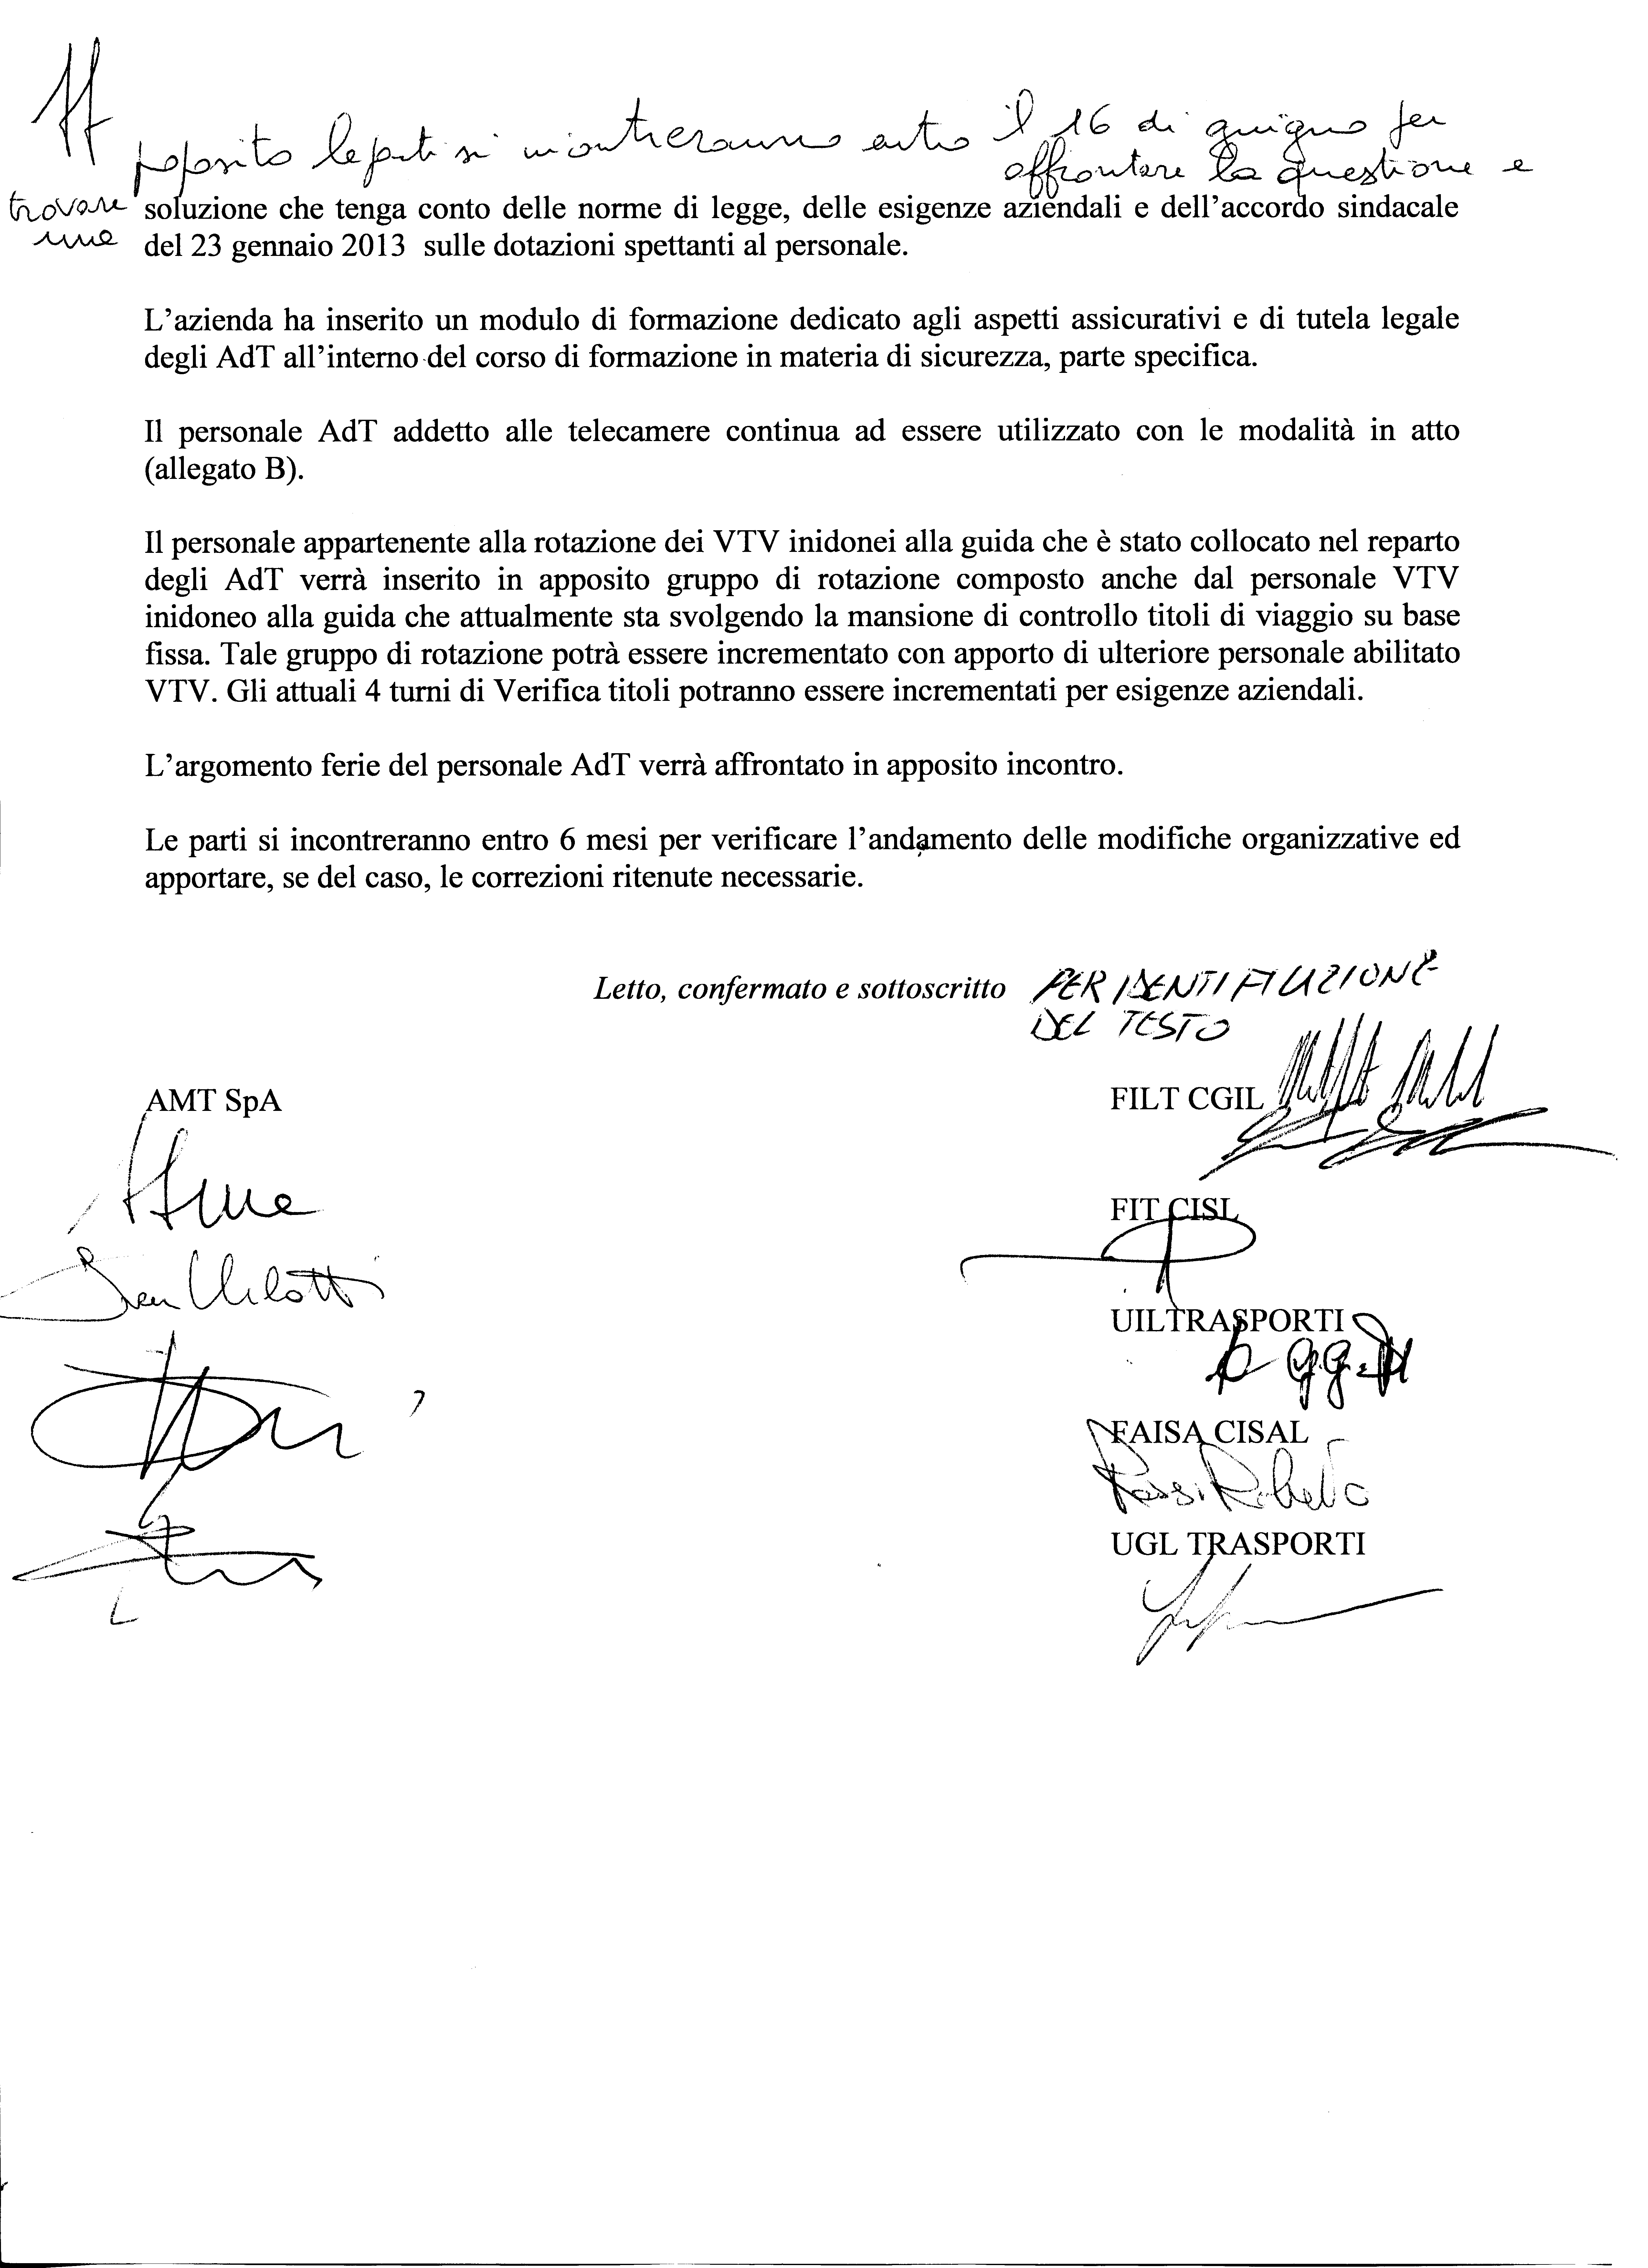 proposito le parti si incontreranno entro il 16 di giugno per
affrontare la questione e
trovare
una
soluzione che tenga conto delle norme di legge, delle esigenze aziendali e dell'accordo sindacale
del 23 gennaio 2013 sulle dotazioni spettanti al personale.
L'azienda ha inserito un modulo di formazione dedicato agli aspetti assicurativi e di tutela legale
degli AdT all'interno del corso di formazione in materia di sicurezza, parte specifica.
Il personale AdT addetto alle telecamere continua ad essere utilizzato con le modalità in atto
(allegato B).
Il personale appartenente alla rotazione dei VTV inidonei alla guida che è stato collocato nel reparto
degli AdT verrà inserito in apposito gruppo di rotazione composto anche dal personale VTV
inidoneo alla guida che attualmente sta svolgendo la mansione di controllo titoli di viaggio su base
fissa. Tale gruppo di rotazione potrà essere incrementato con apporto di ulteriore personale abilitato
VTV. Gli attuali 4 turni di Verifica titoli potranno essere incrementati per esigenze aziendali.
L'argomento ferie del personale AdT verrà affrontato in apposito incontro.
Le parti si incontreranno entro 6 mesi per verificare l'andamento delle modifiche organizzative ed
apportare, se del caso, le correzioni ritenute necessarie.
Letto, confermato e sottoscritto PER IDENTIFICAZIONE
DEL TESTO
AMT SpA
FILT CGIL
FIT CISL
UILTRASPORTI
FAISA CISAL
Rossi Roberto
UGL TRASPORTI